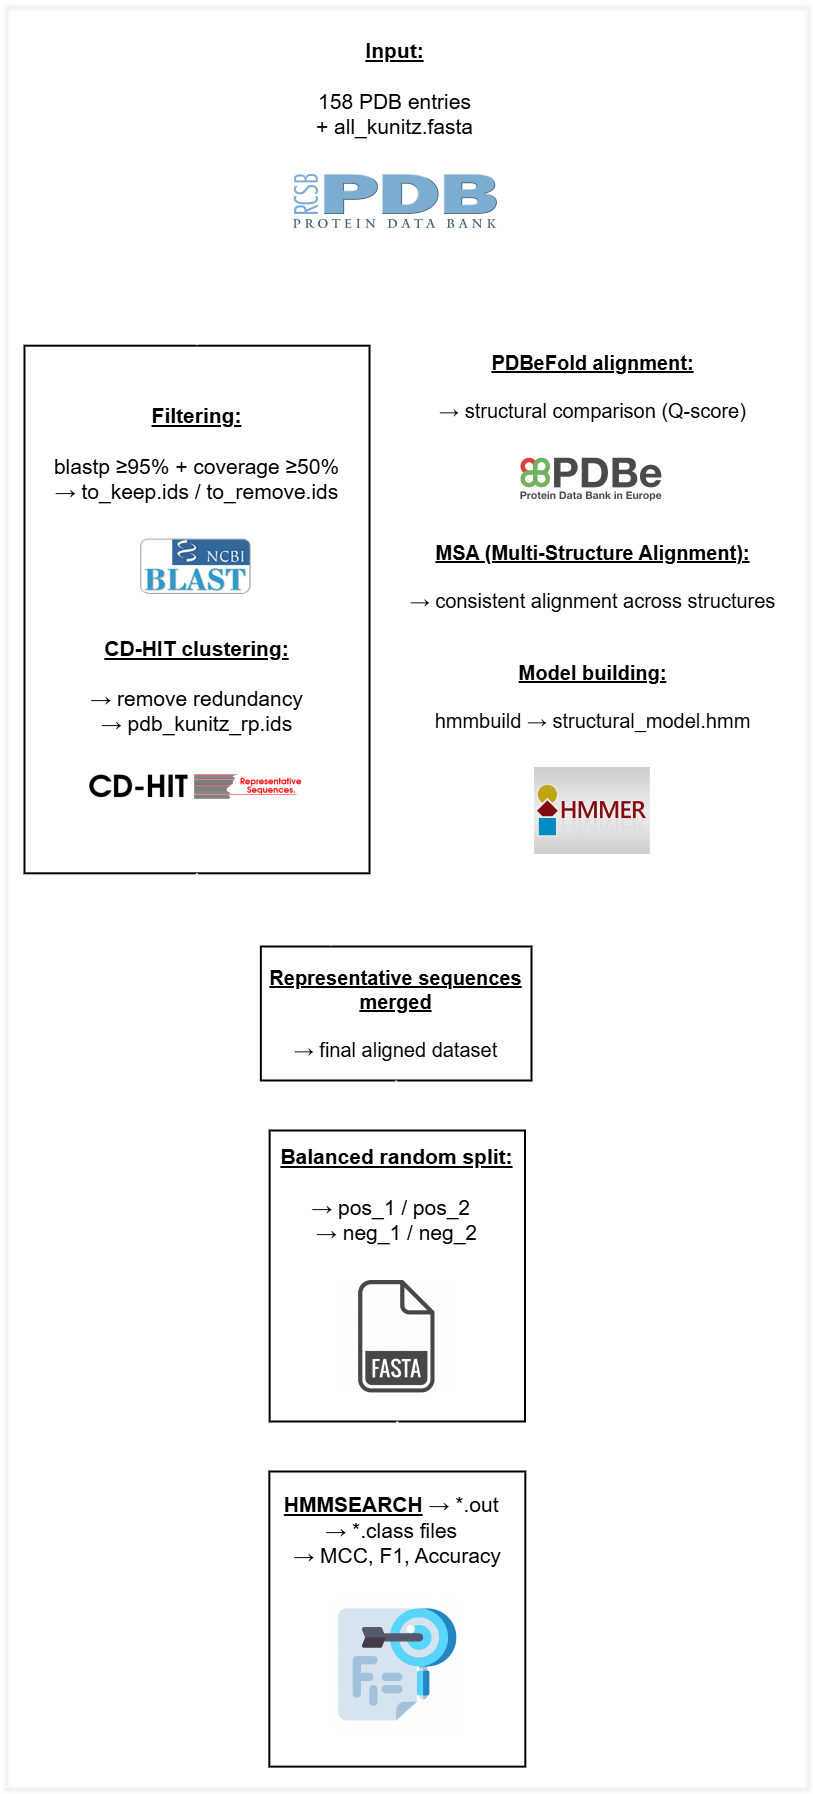 Input:
158 PDB entries
+ all_kunitz.fasta
RCSB
PDB
PROTEIN DATA BANK
Filtering:
blastp ≥95% + coverage ≥50%
→ to_keep.ids / to_remove.ids
NCBI
BLAST
CD-HIT clustering:
→ remove redundancy
→ pdb_kunitz_rp.ids
CD-HIT Representative
Sequences.
PDBeFold alignment:
→ structural comparison (Q-score)
PDBe
Protein Data Bank in Europe
MSA (Multi-Structure Alignment):
→ consistent alignment across structures
Model building:
hmmbuild → structural_model.hmm
HMMER
Representative sequences
merged
→ final aligned dataset
Balanced random split:
→ pos_1 / pos_2
→ neg_1 / neg_2
FASTA
HMMSEARCH → *.out
→ *.class files
→ MCC, F1, Accuracy